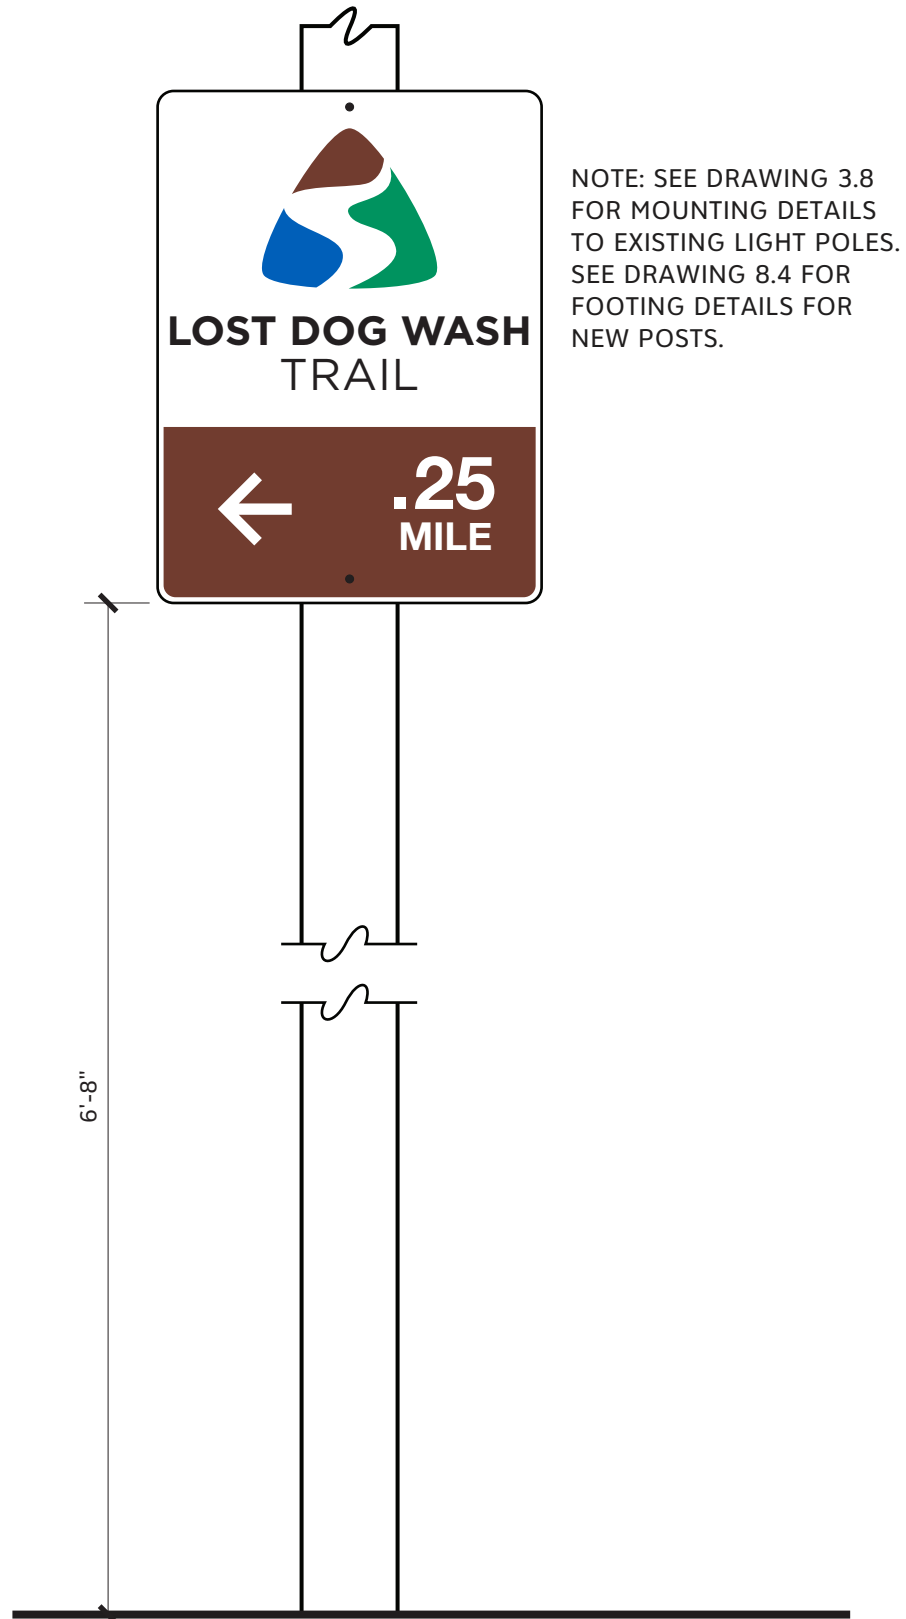 NOTE: SEE DRAWING 3.8
FOR MOUNTING DETAILS
TO EXISTING LIGHT POLES.
SEE DRAWING 8.4 FOR
FOOTING DETAILS FOR
NEW POSTS.
LOST DOG WASH
TRAIL
.25
MILE
6'-8"